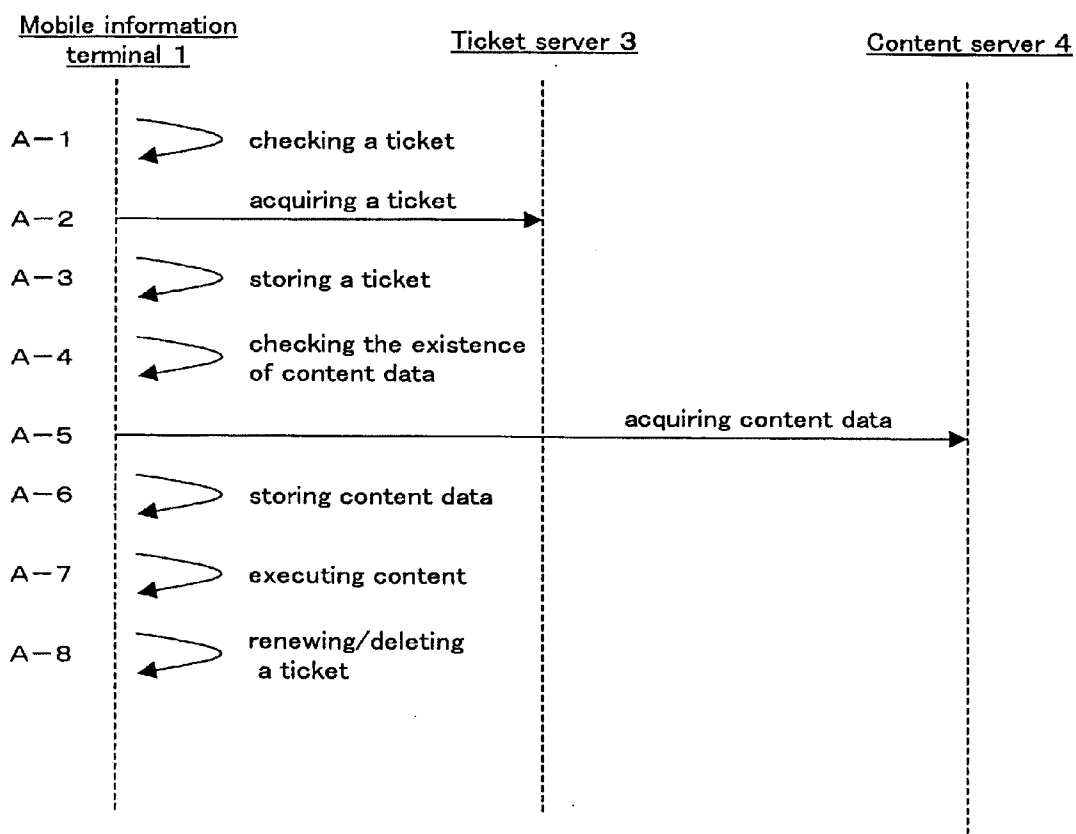 Mobile information
terminal 1
Ticket server 3
Content server 4
A-1
checking a ticket
A-2
acquiring a ticket
A-3
storing a ticket
A-4
checking the existence
of content data
A-5
acquiring content data
A-6
storing content data
A-7
executing content
A-8
renewing/deleting
a ticket